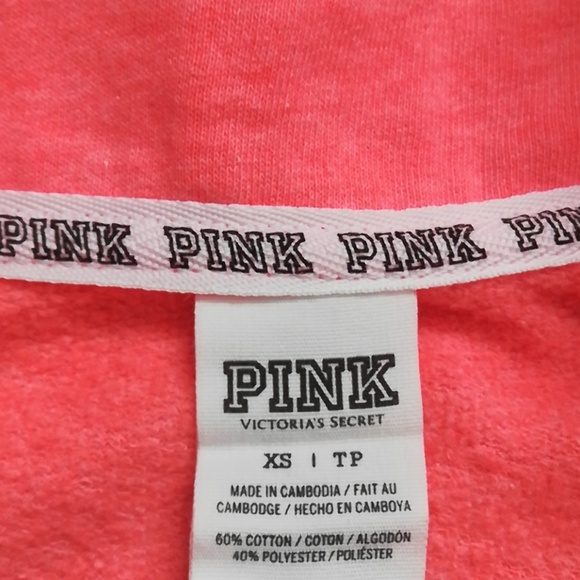 PINK PINK PINK PI
PINK
VICTORIA'S SECRET
XS | TP
MADE IN CAMBODIA / FAIT AU
CAMBODGE / HECHO EN CAMBOYA
60% COTTON / COTON / ALGODÓN
40% POLYESTER / POLIÉSTER